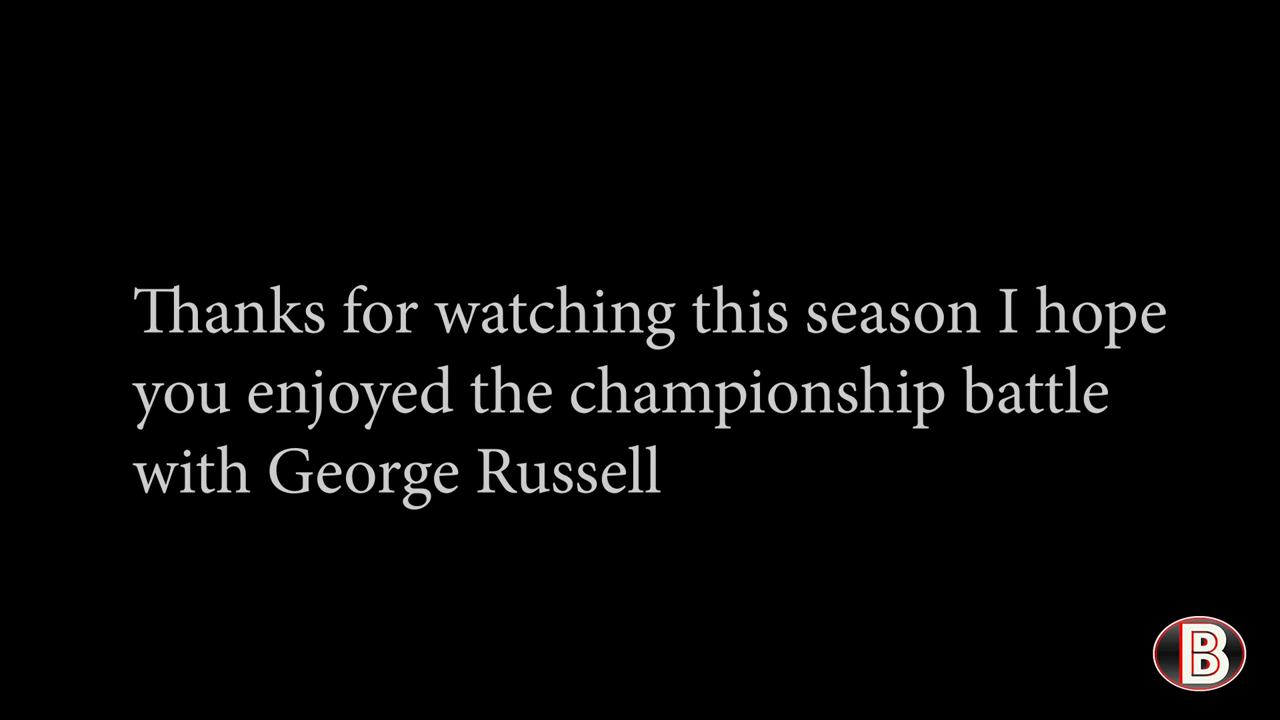 Thanks for watching this season I hope
you enjoyed the championship battle
with George Russell
B